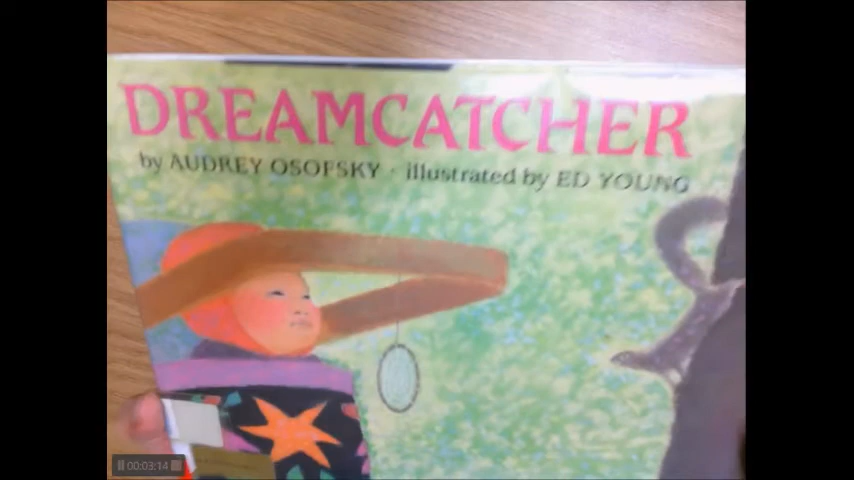 DREAMCATCHER
by AUDREY OSOFSKY · illustrated by ED YOUNG
00:03:14